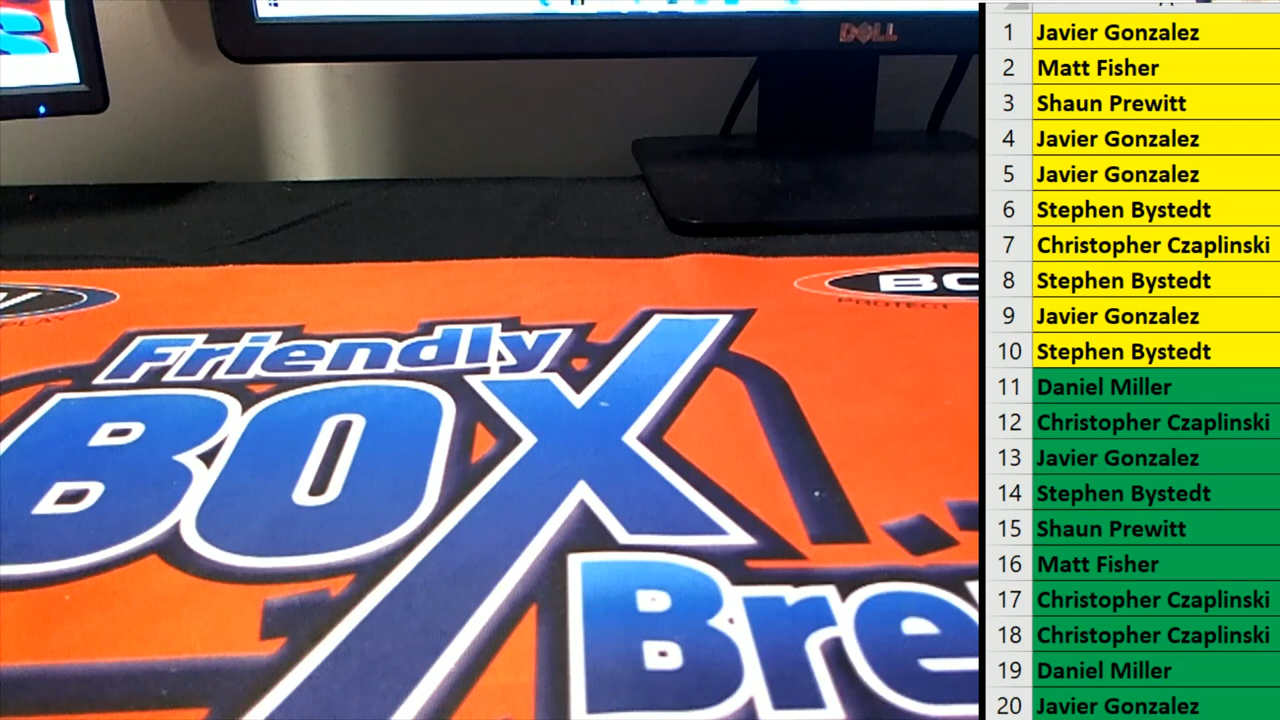 DELL
BO
PROTECT
Friendly
BOX
Bre
1 Javier Gonzalez
2 Matt Fisher
3 Shaun Prewitt
4 Javier Gonzalez
5 Javier Gonzalez
6 Stephen Bystedt
7 Christopher Czaplinski
8 Stephen Bystedt
9 Javier Gonzalez
10 Stephen Bystedt
11 Daniel Miller
12 Christopher Czaplinski
13 Javier Gonzalez
14 Stephen Bystedt
15 Shaun Prewitt
16 Matt Fisher
17 Christopher Czaplinski
18 Christopher Czaplinski
19 Daniel Miller
20 Javier Gonzalez